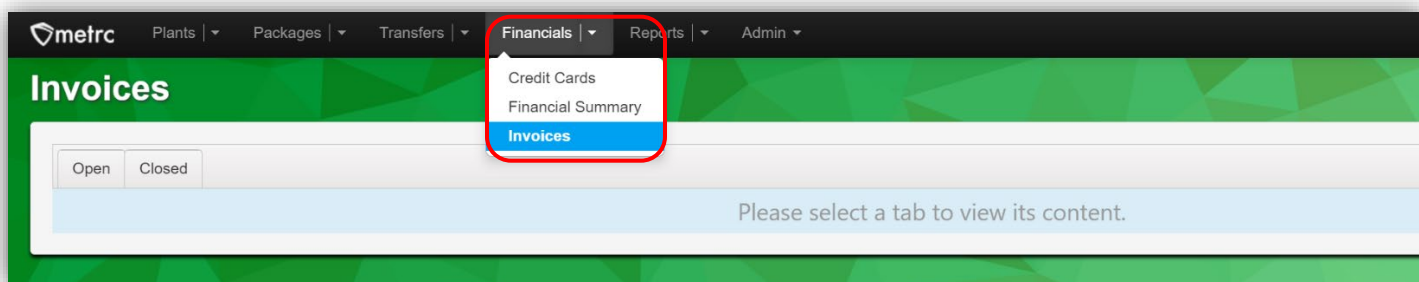 metrc Plants Packages Transfers Financials Reports Admin
Invoices
Credit Cards
Financial Summary
Invoices
Open Closed
Please select a tab to view its content.